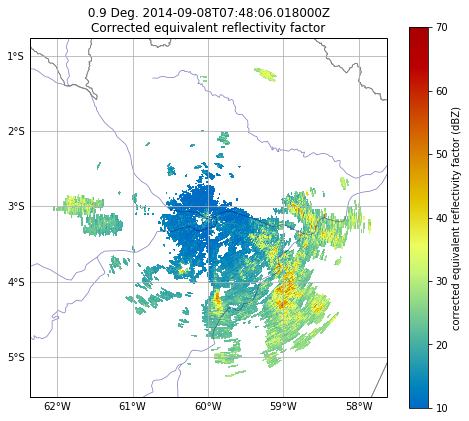 0.9 Deg. 2014-09-08T07:48:06.018000Z
Corrected equivalent reflectivity factor
1°S
2°S
3°S
4°S
5°S
62°W 61°W 60°W 59°W 58°W
70
60
50
40
30
20
10
corrected equivalent reflectivity factor (dBZ)